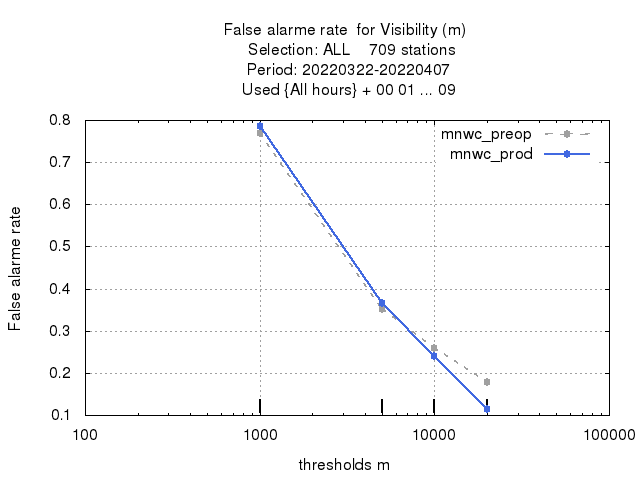 False alarme rate  for Visibility (m)
Selection: ALL    709 stations
Period: 20220322-20220407
Used {All hours} + 00 01 ... 09
mnwc_preop
mnwc_prod
0.8
0.7
0.6
0.5
0.4
0.3
0.2
0.1
False alarme rate
100
1000
10000
100000
thresholds m